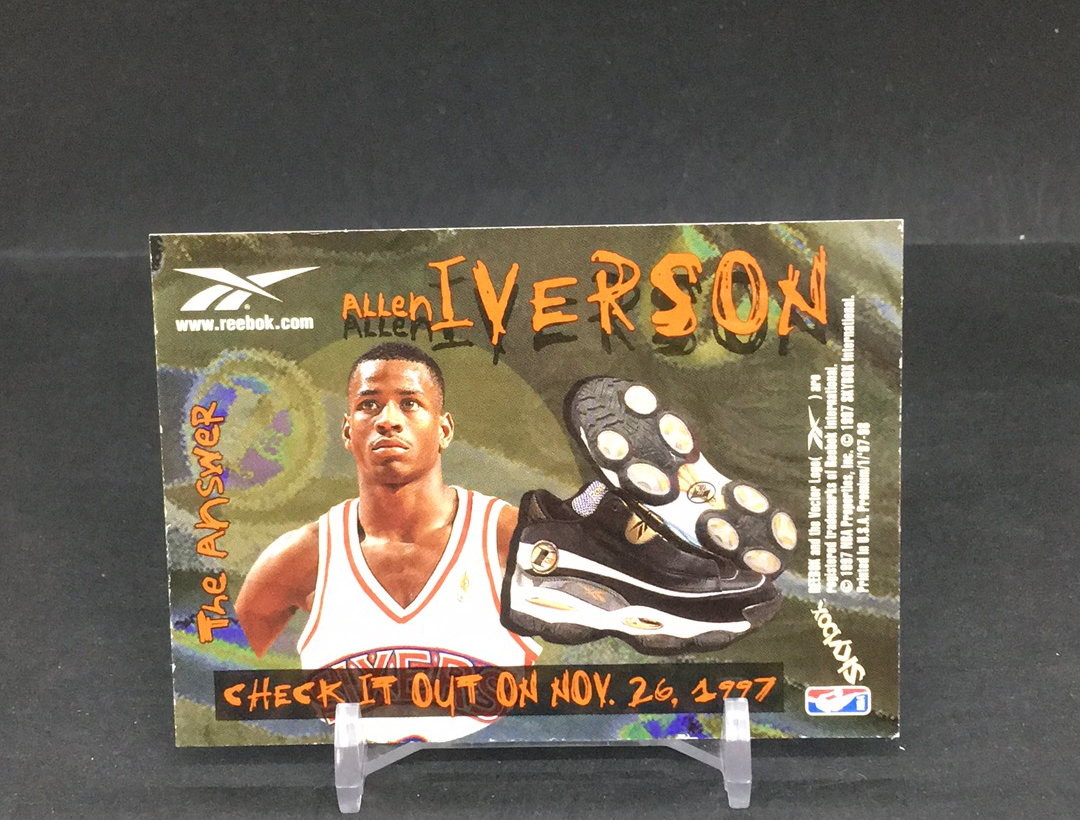 www.reebok.com
Allen IVERSON
The Answer
REEBOK and the Vector Logo( ) are
registered trademarks of Reebok International.
© 1997 NBA Properties, Inc. © 1997 SKYBOX International.
Printed in U.S.A. Premium/1/'97-98
SKYBOX
SIXERS
CHECK IT OUT ON NOV. 26, 1997